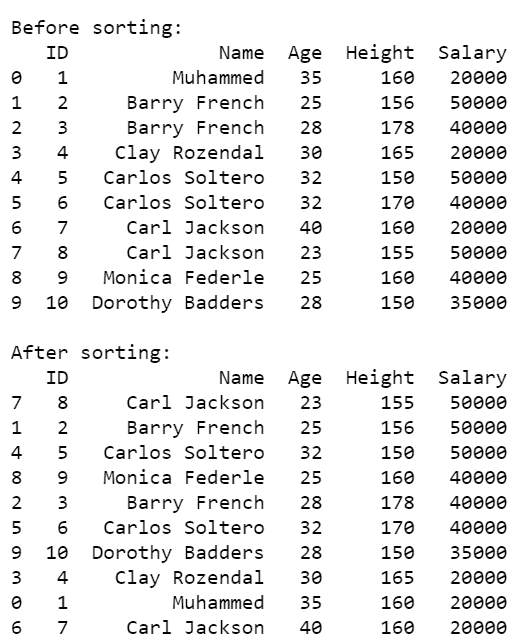 Before sorting:
   ID             Name  Age  Height  Salary
0   1         Muhammed   35     160   20000
1   2     Barry French   25     156   50000
2   3     Barry French   28     178   40000
3   4    Clay Rozendal   30     165   20000
4   5   Carlos Soltero   32     150   50000
5   6   Carlos Soltero   32     170   40000
6   7     Carl Jackson   40     160   20000
7   8     Carl Jackson   23     155   50000
8   9   Monica Federle   25     160   40000
9  10  Dorothy Badders   28     150   35000

After sorting:
   ID             Name  Age  Height  Salary
7   8     Carl Jackson   23     155   50000
1   2     Barry French   25     156   50000
4   5   Carlos Soltero   32     150   50000
8   9   Monica Federle   25     160   40000
2   3     Barry French   28     178   40000
5   6   Carlos Soltero   32     170   40000
9  10  Dorothy Badders   28     150   35000
3   4    Clay Rozendal   30     165   20000
0   1         Muhammed   35     160   20000
6   7     Carl Jackson   40     160   20000